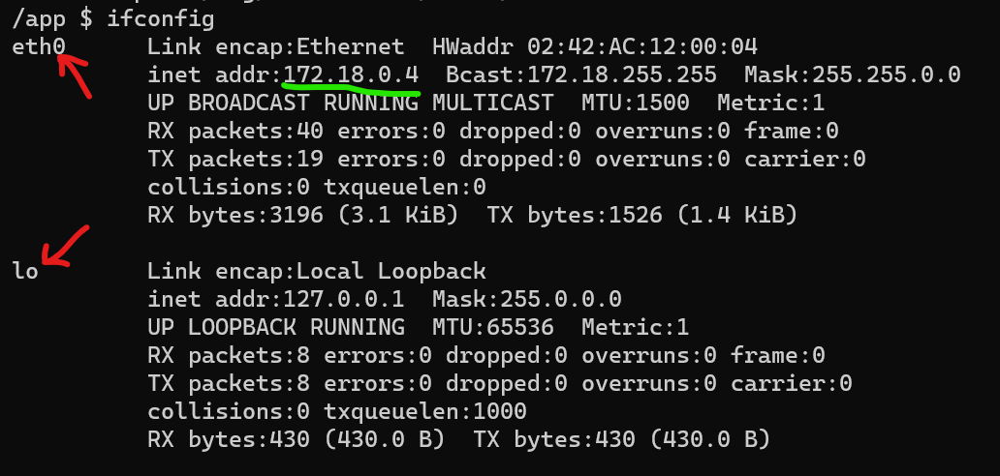 /app $ ifconfig
eth0 Link encap:Ethernet HWaddr 02:42:AC:12:00:04
inet addr:172.18.0.4 Bcast:172.18.255.255 Mask:255.255.0.0
UP BROADCAST RUNNING MULTICAST MTU:1500 Metric:1
RX packets:40 errors:0 dropped:0 overruns:0 frame:0
TX packets:19 errors:0 dropped:0 overruns:0 carrier:0
collisions:0 txqueuelen:0
RX bytes:3196 (3.1 KiB) TX bytes:1526 (1.4 KiB)
lo Link encap:Local Loopback
inet addr:127.0.0.1 Mask:255.0.0.0
UP LOOPBACK RUNNING MTU:65536 Metric:1
RX packets:8 errors:0 dropped:0 overruns:0 frame:0
TX packets:8 errors:0 dropped:0 overruns:0 carrier:0
collisions:0 txqueuelen:1000
RX bytes:430 (430.0 B) TX bytes:430 (430.0 B)